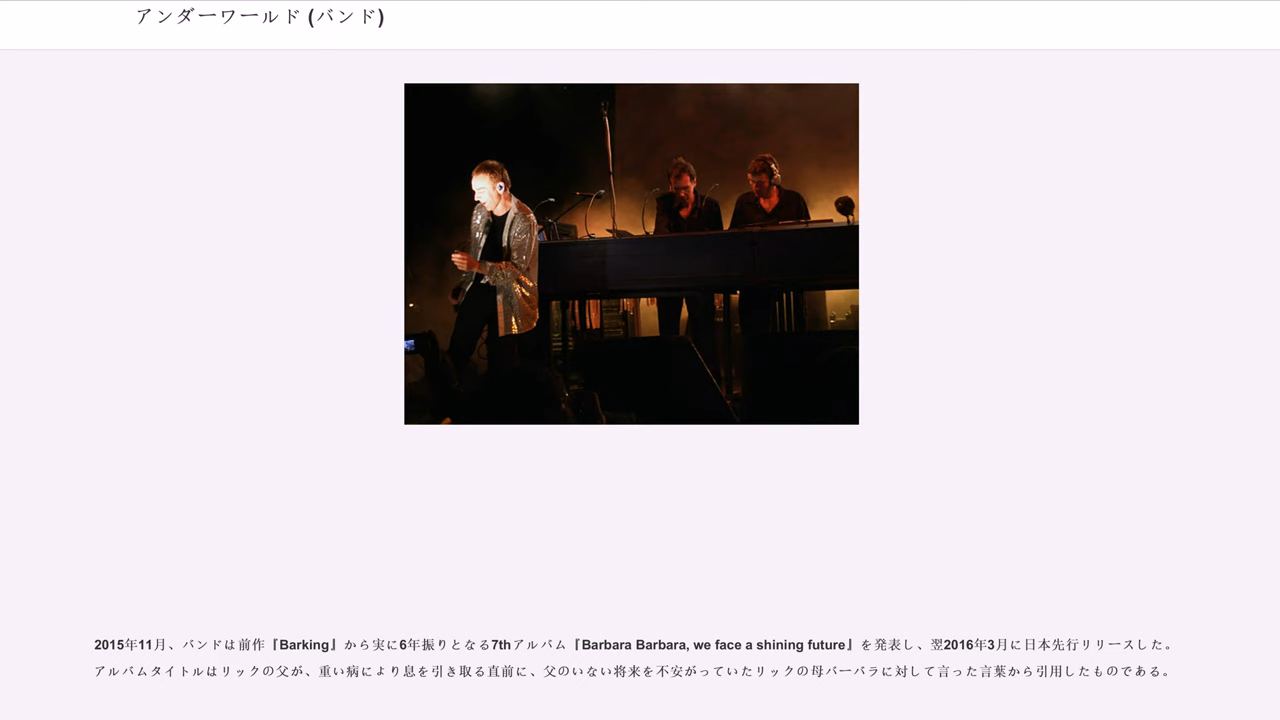 アンダーワールド (バンド)
2015年11月、バンドは前作『Barking』から実に6年振りとなる7thアルバム『Barbara Barbara, we face a shining future』を発表し、翌2016年3月に日本先行リリースした。
アルバムタイトルはリックの父が、重い病により息を引き取る直前に、父のいない将来を不安がっていたリックの母バーバラに対して言った言葉から引用したものである。